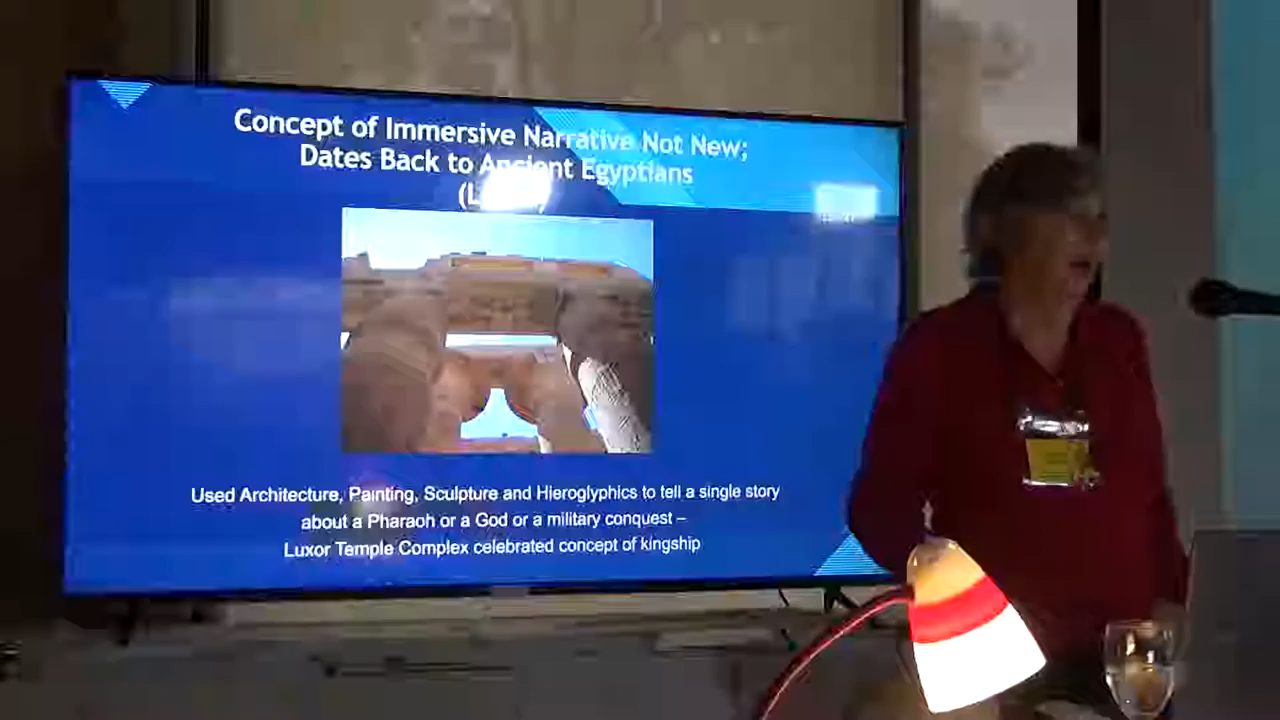 Concept of Immersive Narrative Not New;
Dates Back to Ancient Egyptians
Used Architecture, Painting, Sculpture and Hieroglyphics to tell a single story
about a Pharaoh or a God or a military conquest –
Luxor Temple Complex celebrated concept of kingship